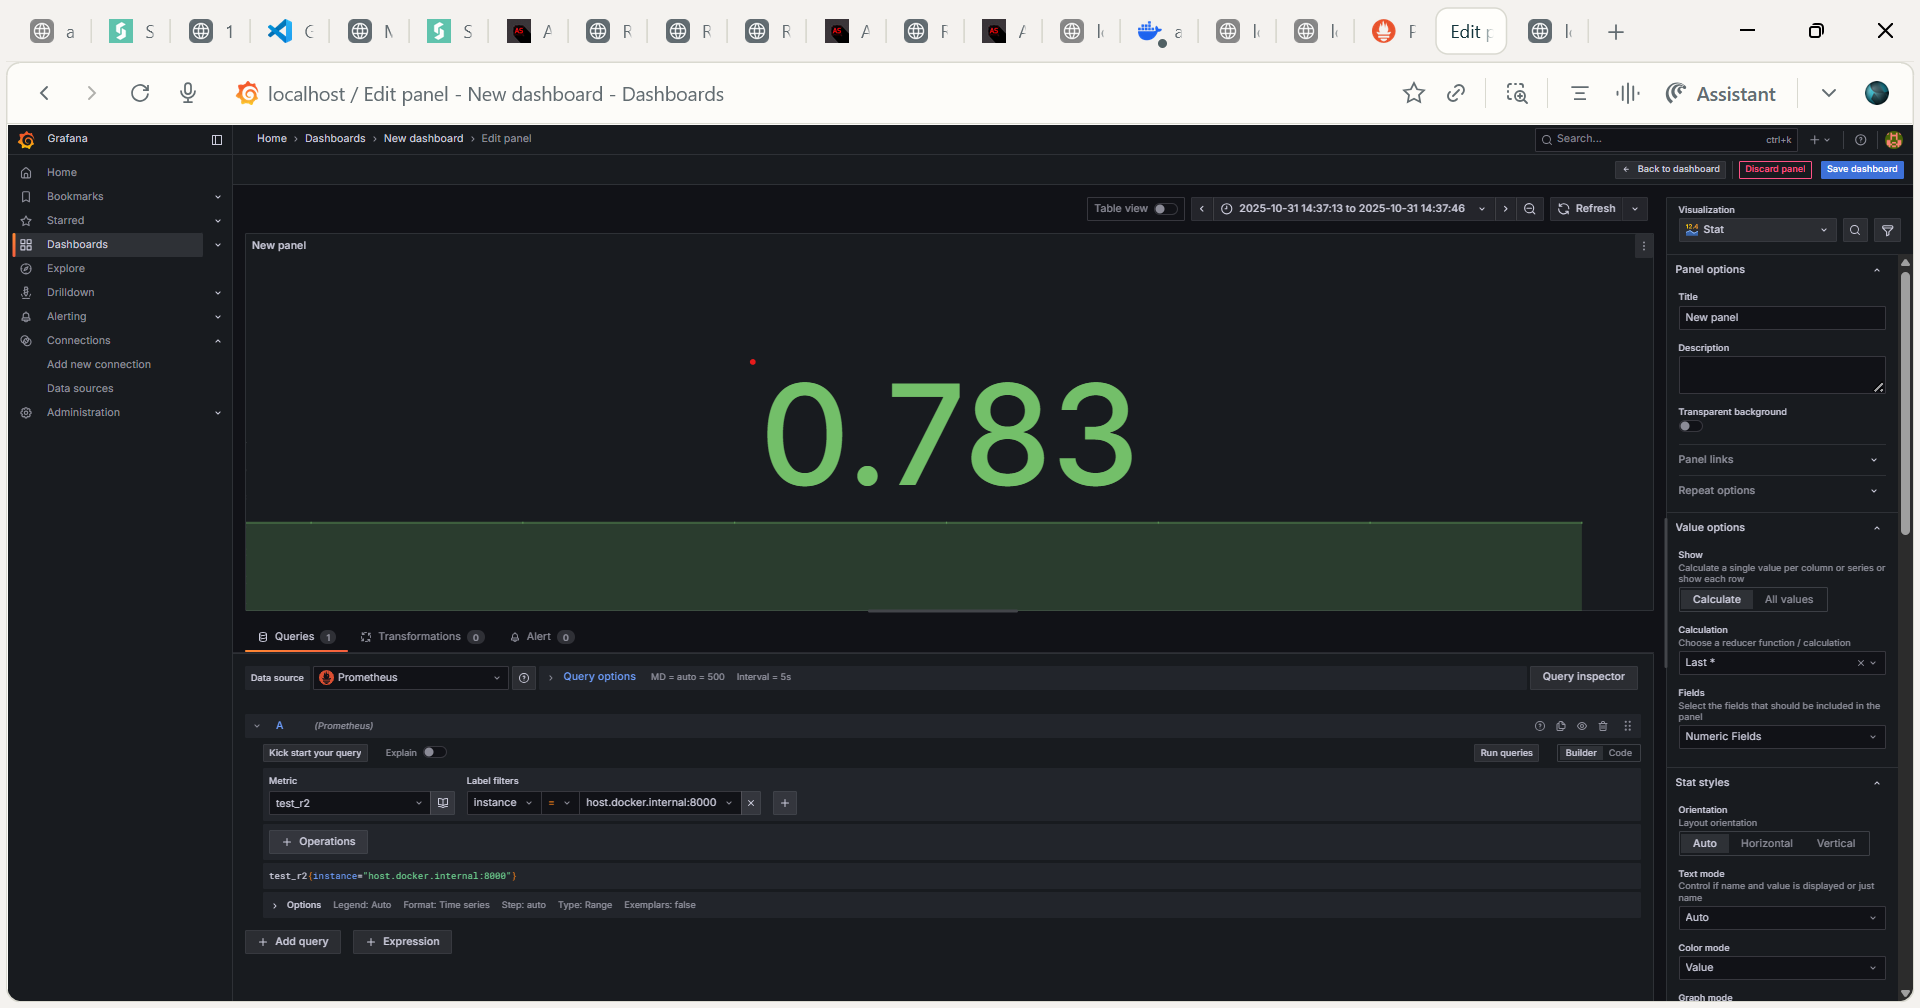 a S 1 G N S A R R R A F A Ic a Ic Ic P Edit p Ic
localhost / Edit panel - New dashboard - Dashboards
Assistant
Grafana
Home › Dashboards › New dashboard › Edit panel
Search... ctrl+k
Back to dashboard
Discard panel
Save dashboard
Home
Bookmarks
Starred
Dashboards
Explore
Drilldown
Alerting
Connections
Add new connection
Data sources
Administration
Table view
2025-10-31 14:37:13 to 2025-10-31 14:37:46
Refresh
New panel
0.783
Queries 1
Transformations 0
Alert 0
Data source
Prometheus
Query options
MD = auto = 500
Interval = 5s
Query inspector
A
(Prometheus)
Kick start your query
Explain
Run queries
Builder
Code
Metric
Label filters
test_r2
instance
=
host.docker.internal:8000
Operations
test_r2{instance="host.docker.internal:8000"}
Options
Legend: Auto
Format: Time series
Step: auto
Type: Range
Exemplars: false
+ Add query
+ Expression
Visualization
12.4
Stat
Panel options
Title
New panel
Description
Transparent background
Panel links
Repeat options
Value options
Show
Calculate a single value per column or series or
show each row
Calculate
All values
Calculation
Choose a reducer function / calculation
Last *
Fields
Select the fields that should be included in the
panel
Numeric Fields
Stat styles
Orientation
Layout orientation
Auto
Horizontal
Vertical
Text mode
Control if name and value is displayed or just
name
Auto
Color mode
Value
Graph mode